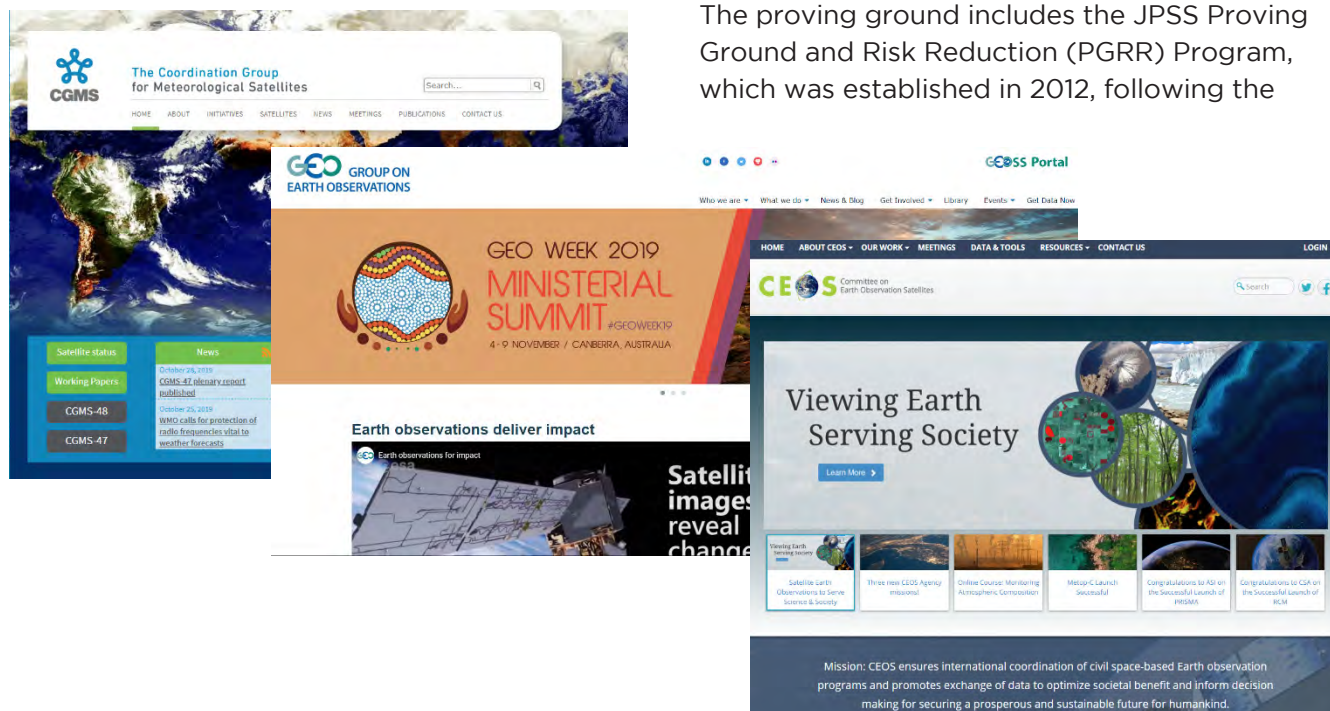 The proving ground includes the JPSS Proving
Ground and Risk Reduction (PGRR) Program,
which was established in 2012, following the
CGMS
The Coordination Group
for Meteorological Satellites
Search...
HOME ABOUT INITIATIVES SATELLITES NEWS MEETINGS PUBLICATIONS CONTACT US
Satellite status
Working Papers
CGMS-48
CGMS-47
News
October 28, 2019
CGMS-47 plenary report
published
October 25, 2019
WMO calls for protection of
radio frequencies vital to
weather forecasts
GEO GROUP ON
EARTH OBSERVATIONS
GEOSS Portal
Who we are What we do News & Blog Get Involved Library Events Get Data Now
GEO WEEK 2019
MINISTERIAL
SUMMIT #GEOWEEK19
4-9 NOVEMBER / CANBERRA, AUSTRALIA
Earth observations deliver impact
GEO Earth observations for impact
esa
Satellit
images
reveal
change
HOME ABOUT CEOS OUR WORK MEETINGS DATA & TOOLS RESOURCES CONTACT US LOGIN
CEOS Committee on
Earth Observation Satellites
Search
Viewing Earth
Serving Society
Learn More
Viewing Earth
Serving Society
Satellite Earth
Observations to Serve
Science & Society
Three new CEOS Agency
missions!
Online Course: Monitoring
Atmospheric Composition
Metop-C Launch
Successful
Congratulations to ASI on
the Successful Launch of
PRISMA
Congratulations to CSA on
the Successful Launch of
RCM
Mission: CEOS ensures international coordination of civil space-based Earth observation
programs and promotes exchange of data to optimize societal benefit and inform decision
making for securing a prosperous and sustainable future for humankind.